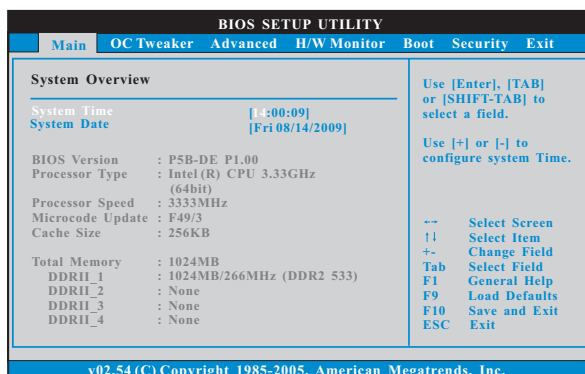 BIOS SETUP UTILITY
Main OC Tweaker Advanced H/W Monitor Boot Security Exit
System Overview
System Time [14:00:09]
System Date [Fri 08/14/2009]
BIOS Version : P5B-DE P1.00
Processor Type : Intel (R) CPU 3.33GHz
(64bit)
Processor Speed : 3333MHz
Microcode Update : F49/3
Cache Size : 256KB
Total Memory : 1024MB
DDRII_1 : 1024MB/266MHz (DDR2 533)
DDRII_2 : None
DDRII_3 : None
DDRII_4 : None
Use [Enter], [TAB]
or [SHIFT-TAB] to
select a field.
Use [+] or [-] to
configure system Time.
←→ Select Screen
↑↓ Select Item
+- Change Field
Tab Select Field
F1 General Help
F9 Load Defaults
F10 Save and Exit
ESC Exit
v02.54 (C) Copyright 1985-2005, American Megatrends, Inc.